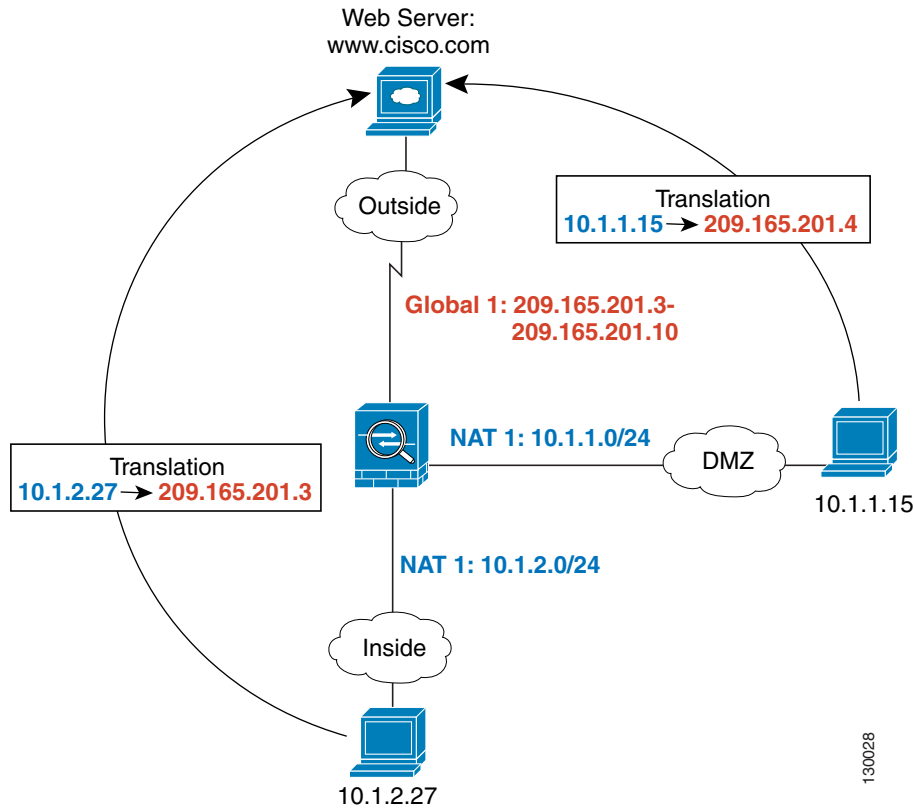 Web Server:
www.cisco.com
Outside
Translation
10.1.1.15 → 209.165.201.4
Global 1: 209.165.201.3-
209.165.201.10
NAT 1: 10.1.1.0/24
DMZ
10.1.1.15
Translation
10.1.2.27 → 209.165.201.3
NAT 1: 10.1.2.0/24
Inside
10.1.2.27
130028